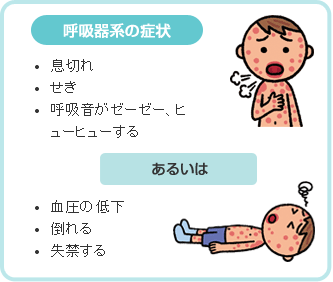 呼吸器系の症状
• 息切れ
• せき
• 呼吸音がゼーゼー、ヒ
ューヒューする
あるいは
• 血圧の低下
• 倒れる
• 失禁する